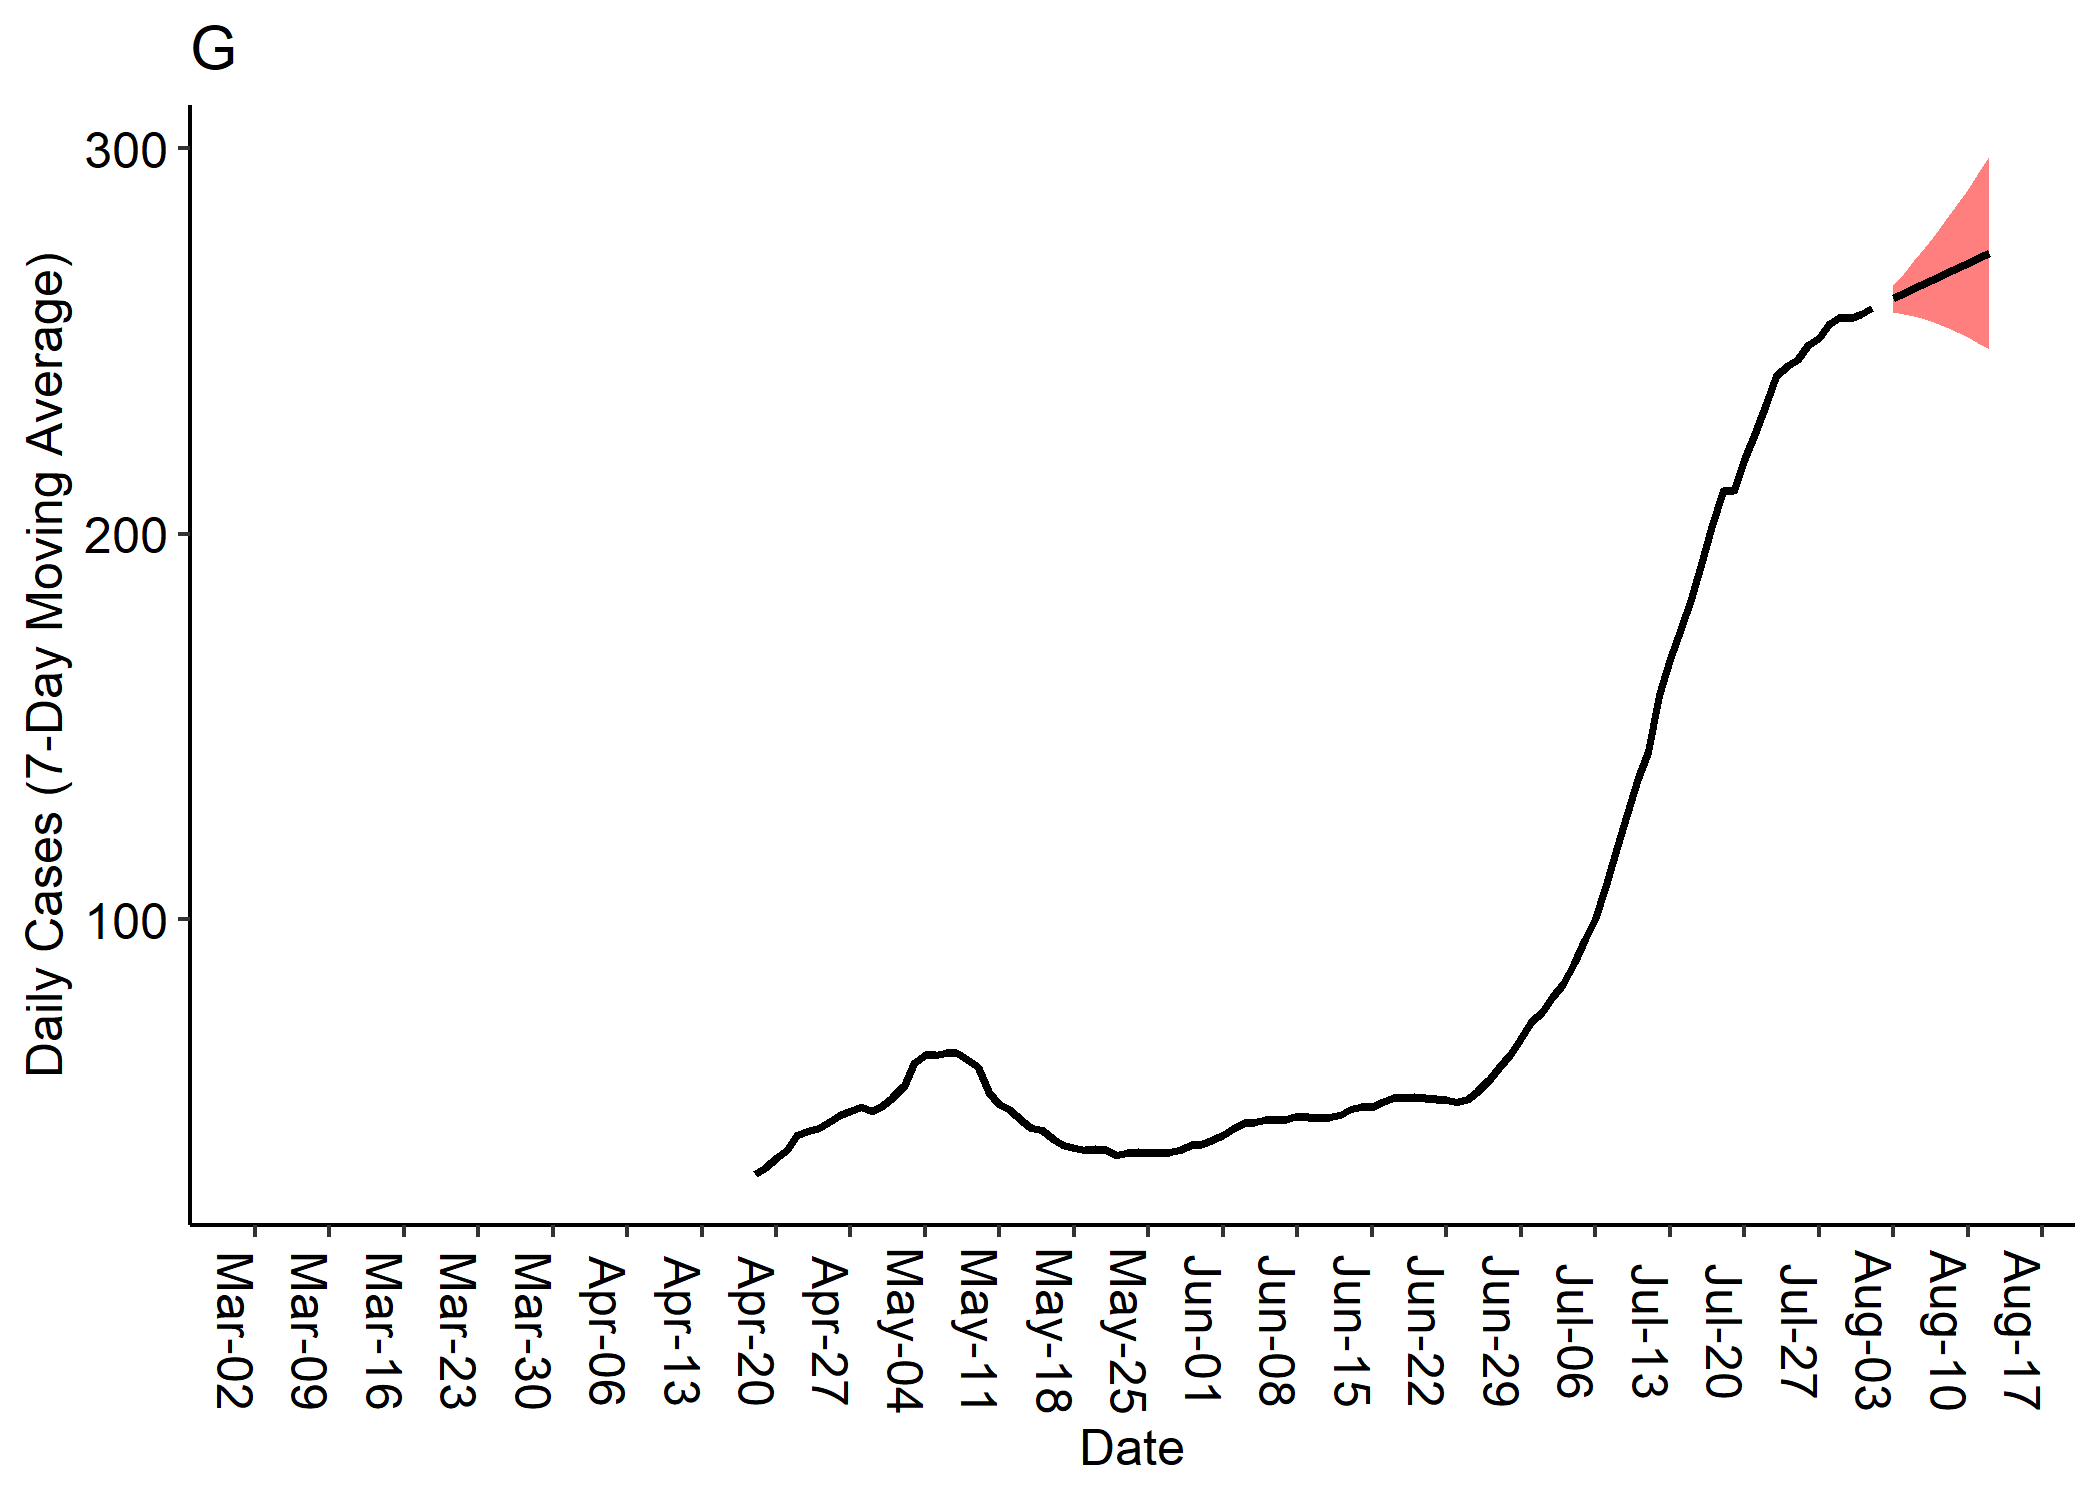 G
Daily Cases (7-Day Moving Average)
300
200
100
Mar-02
Mar-09
Mar-16
Mar-23
Mar-30
Apr-06
Apr-13
Apr-20
Apr-27
May-04
May-11
May-18
May-25
Jun-01
Jun-08
Jun-15
Jun-22
Jun-29
Jul-06
Jul-13
Jul-20
Jul-27
Aug-03
Aug-10
Aug-17
Date